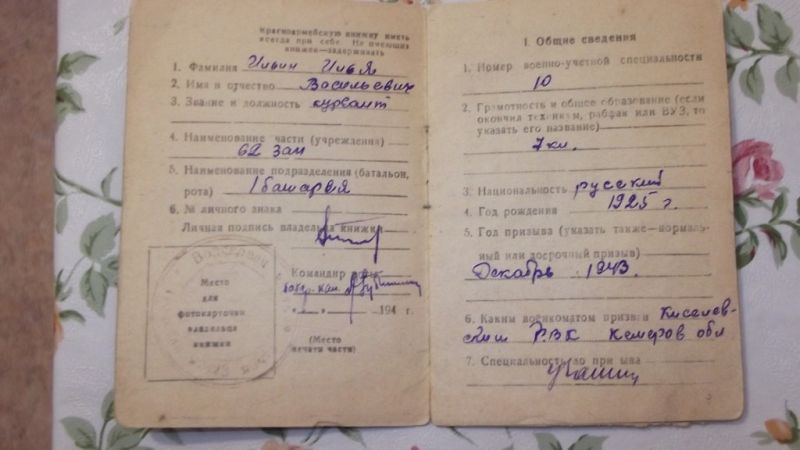 Красноармейскую книжку иметь
всегда при себе. Не имеющих
книжек—задерживать
1. Фамилия Ильин Илья
2. Имя и отчество Васильевич
3. Звание и должность курсант
4. Наименование части (учреждения)
62 зап
5. Наименование подразделения (батальон,
рота) 1 батарея
6. № личного знака
Личная подпись владельца книжки
Командир
194 г.
(Место
печати части)
Место
для
фотокарточки
владельца
книжки
1. Общие сведения
1. Номер военно-учетной специальности
10
2. Грамотность и общее образование (если
окончил техникум, рабфак или ВУЗ, то
указать его название)
7 кл.
3. Национальность русский
4. Год рождения 1925 г.
5. Год призыва (указать также—нормаль-
ный или досрочный призыв)
Декабрь 1943.
6. Каким военкоматом призван Киселев-
ским РВК Кемеров обл
7. Специальность до призыва